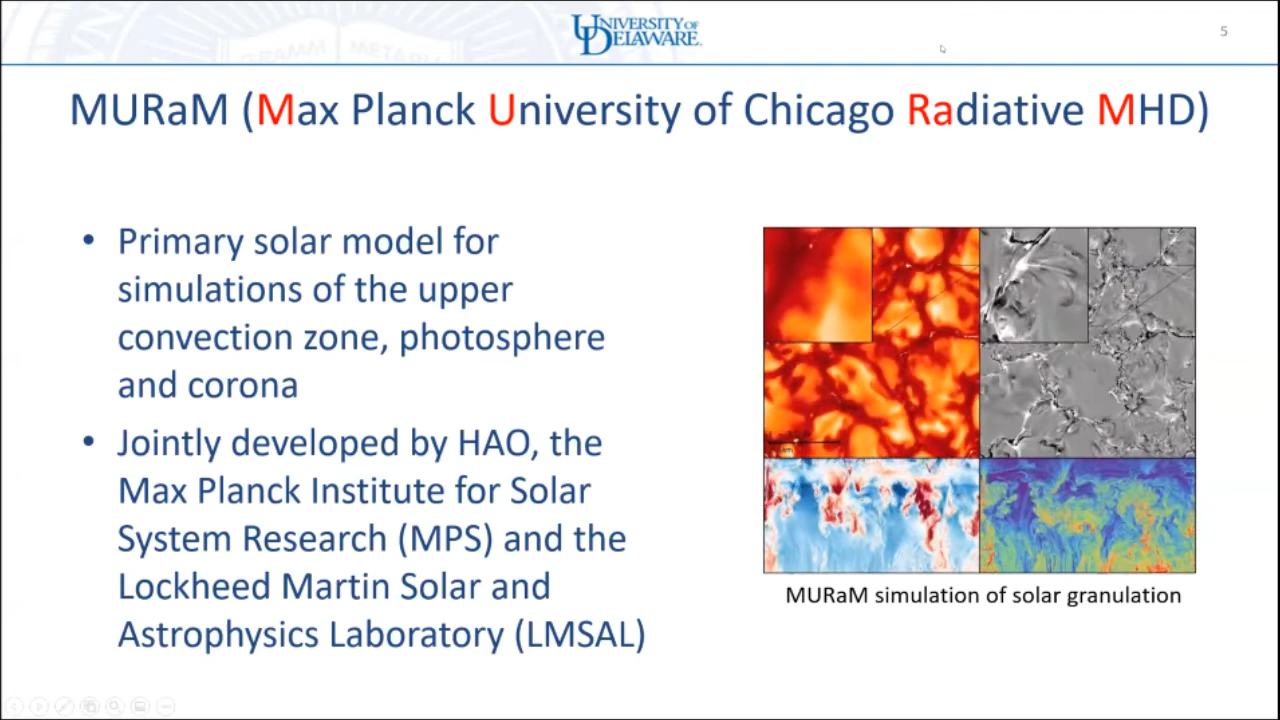 UNIVERSITY OF
DELAWARE.
5
MURaM (Max Planck University of Chicago Radiative MHD)
• Primary solar model for
simulations of the upper
convection zone, photosphere
and corona
• Jointly developed by HAO, the
Max Planck Institute for Solar
System Research (MPS) and the
Lockheed Martin Solar and
Astrophysics Laboratory (LMSAL)
MURaM simulation of solar granulation